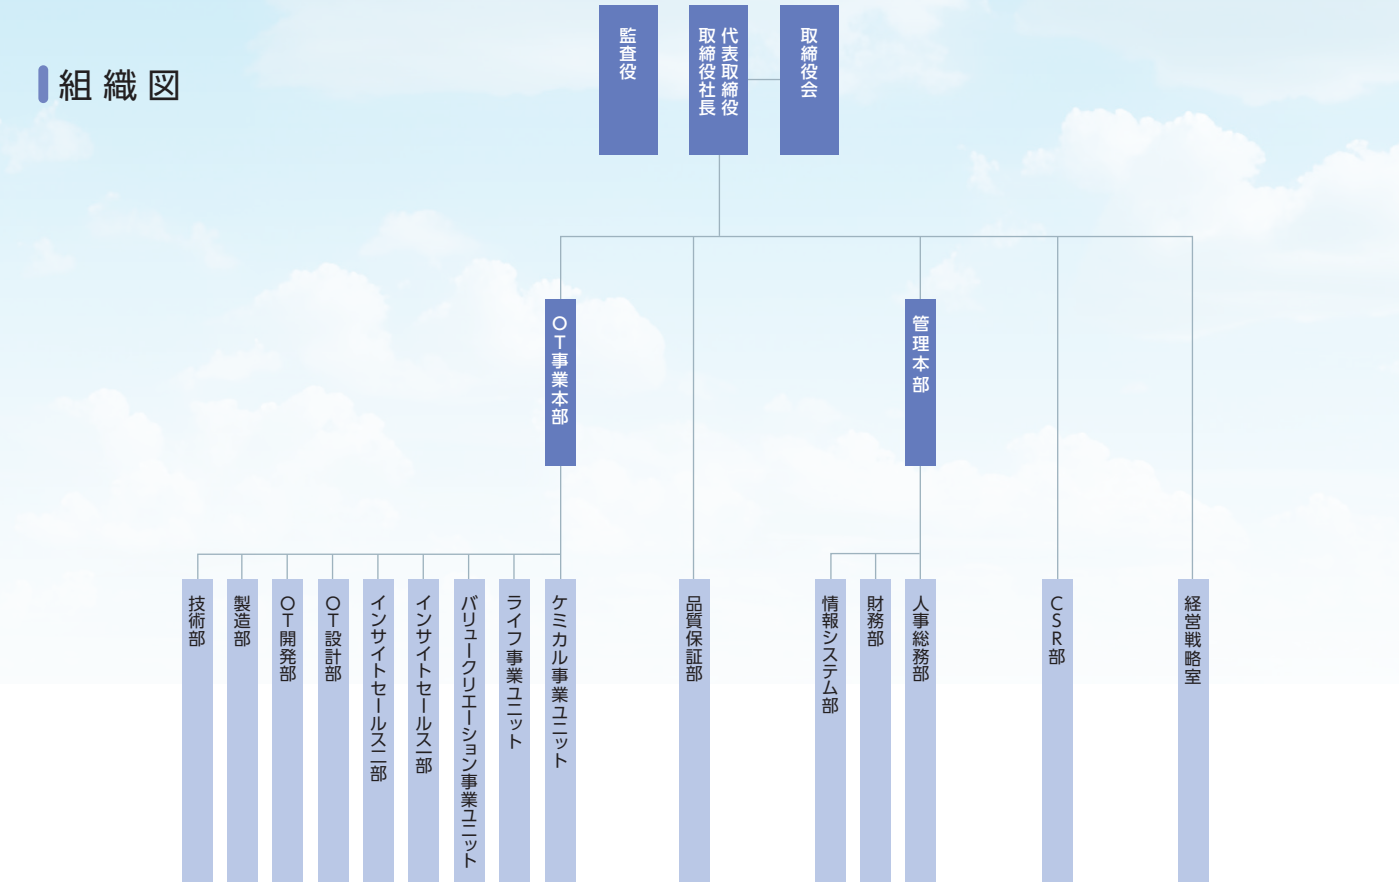 組織図
取締役会
代表取締役
取締役社長
監査役
管理本部
OT事業本部
経営戦略室
CSR部
人事総務部
財務部
情報システム部
品質保証部
ケミカル事業ユニット
ライフ事業ユニット
バリュークリエーション事業ユニット
インサイトセールス一部
インサイトセールス二部
OT設計部
OT開発部
製造部
技術部